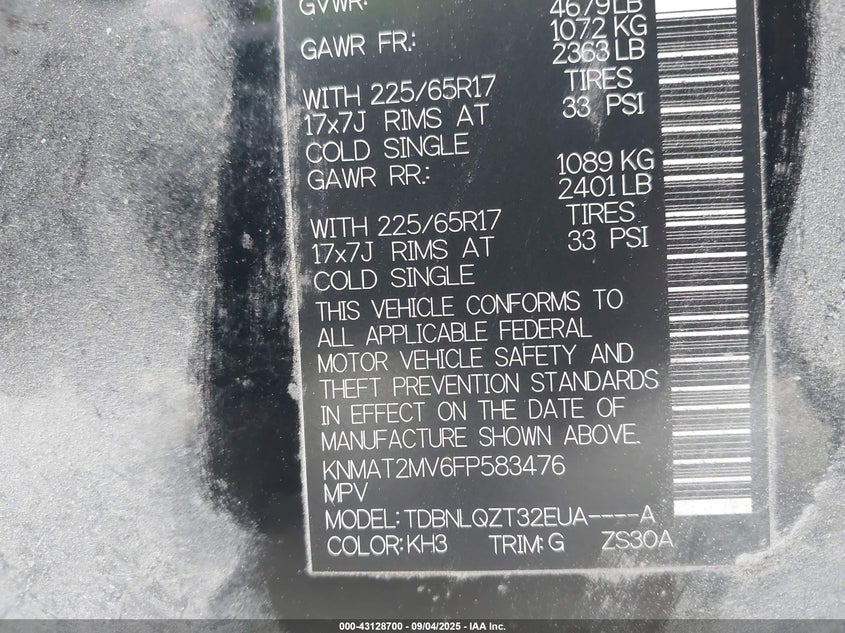 GVWR: 4679 LB
1072 KG
GAWR FR: 2363 LB
WITH 225/65R17 TIRES
17x7J RIMS AT 33 PSI
COLD SINGLE
1089 KG
GAWR RR: 2401 LB
WITH 225/65R17 TIRES
17x7J RIMS AT 33 PSI
COLD SINGLE
THIS VEHICLE CONFORMS TO
ALL APPLICABLE FEDERAL
MOTOR VEHICLE SAFETY AND
THEFT PREVENTION STANDARDS
IN EFFECT ON THE DATE OF
MANUFACTURE SHOWN ABOVE.
KNMAT2MV6FP583476
MPV
MODEL:TDBNLQZT32EUA----A
COLOR:KH3 TRIM:G ZS30A
000-43128700 - 09/04/2025 - IAA Inc.